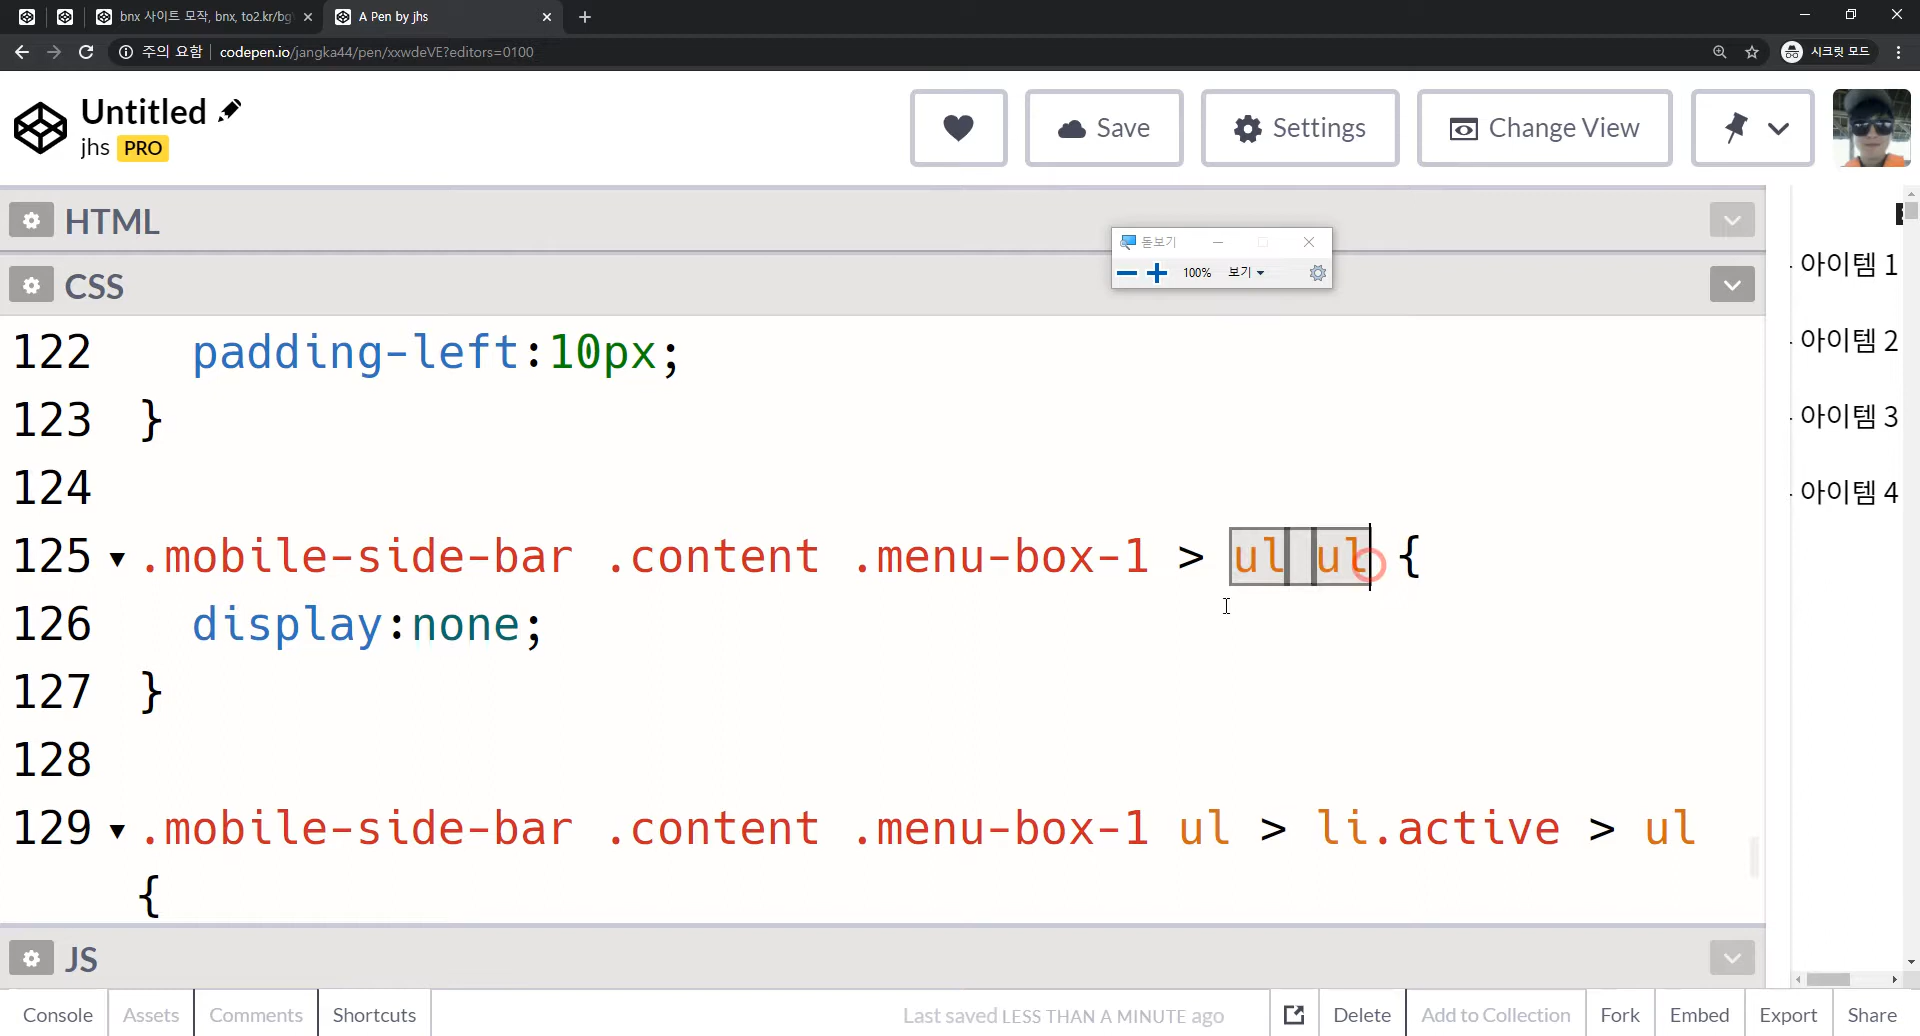 bnx 사이트 모작, bnx, to2.kr/bg
A Pen by jhs
주의 요함
codepen.io/jangka44/pen/xxwdeVE?editors=0100
시크릿 모드
Untitled
jhs PRO
Save
Settings
Change View
HTML
CSS
돋보기
100%
보기
122 padding-left:10px;
123 }
124
125 .mobile-side-bar .content .menu-box-1 > ul ul {
126 display:none;
127 }
128
129 .mobile-side-bar .content .menu-box-1 ul > li.active > ul
{
아이템 1
아이템 2
아이템 3
아이템 4
JS
Console
Assets
Comments
Shortcuts
Last saved LESS THAN A MINUTE ago
Delete
Add to Collection
Fork
Embed
Export
Share